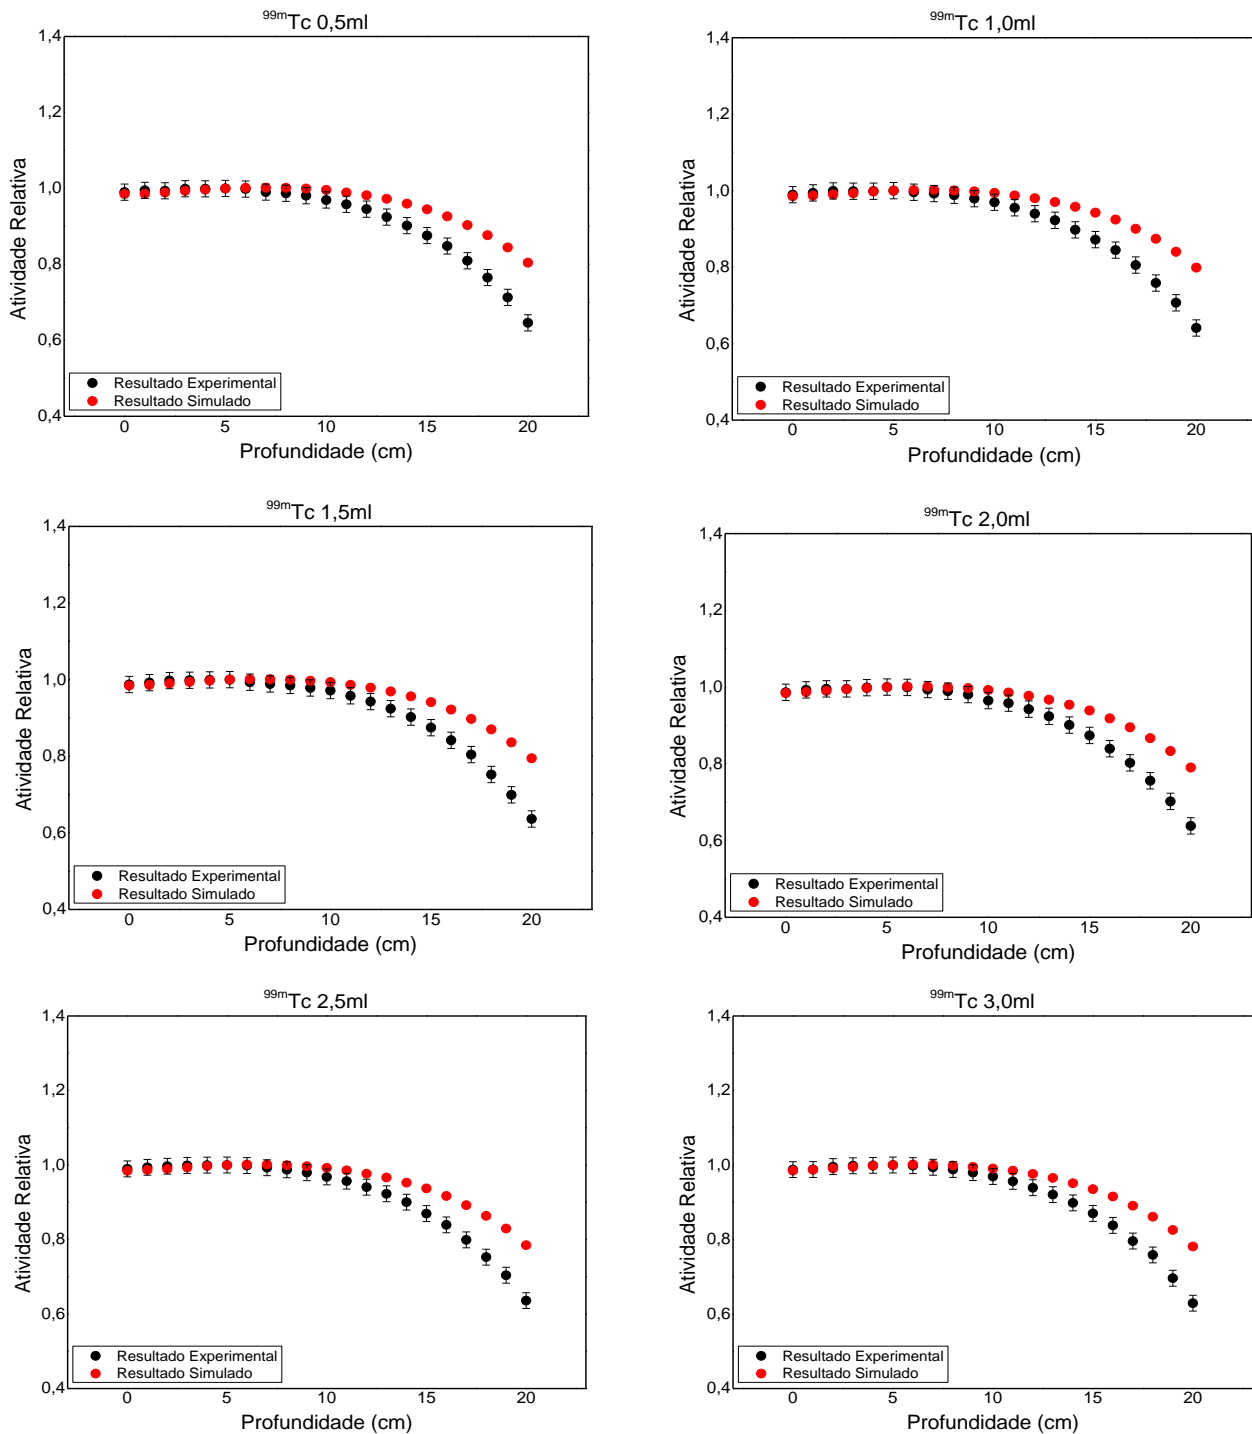 ⁹⁹ᵐTc 0,5ml
1,4
1,2
1,0
0,8
0,6
0,4
Atividade Relativa
Resultado Experimental
Resultado Simulado
0 5 10 15 20
Profundidade (cm)
⁹⁹ᵐTc 1,0ml
1,4
1,2
1,0
0,8
0,6
0,4
Atividade Relativa
Resultado Experimental
Resultado Simulado
0 5 10 15 20
Profundidade (cm)
⁹⁹ᵐTc 1,5ml
1,4
1,2
1,0
0,8
0,6
0,4
Atividade Relativa
Resultado Experimental
Resultado Simulado
0 5 10 15 20
Profundidade (cm)
⁹⁹ᵐTc 2,0ml
1,4
1,2
1,0
0,8
0,6
0,4
Atividade Relativa
Resultado Experimental
Resultado Simulado
0 5 10 15 20
Profundidade (cm)
⁹⁹ᵐTc 2,5ml
1,4
1,2
1,0
0,8
0,6
0,4
Atividade Relativa
Resultado Experimental
Resultado Simulado
0 5 10 15 20
Profundidade (cm)
⁹⁹ᵐTc 3,0ml
1,4
1,2
1,0
0,8
0,6
0,4
Atividade Relativa
Resultado Experimental
Resultado Simulado
0 5 10 15 20
Profundidade (cm)